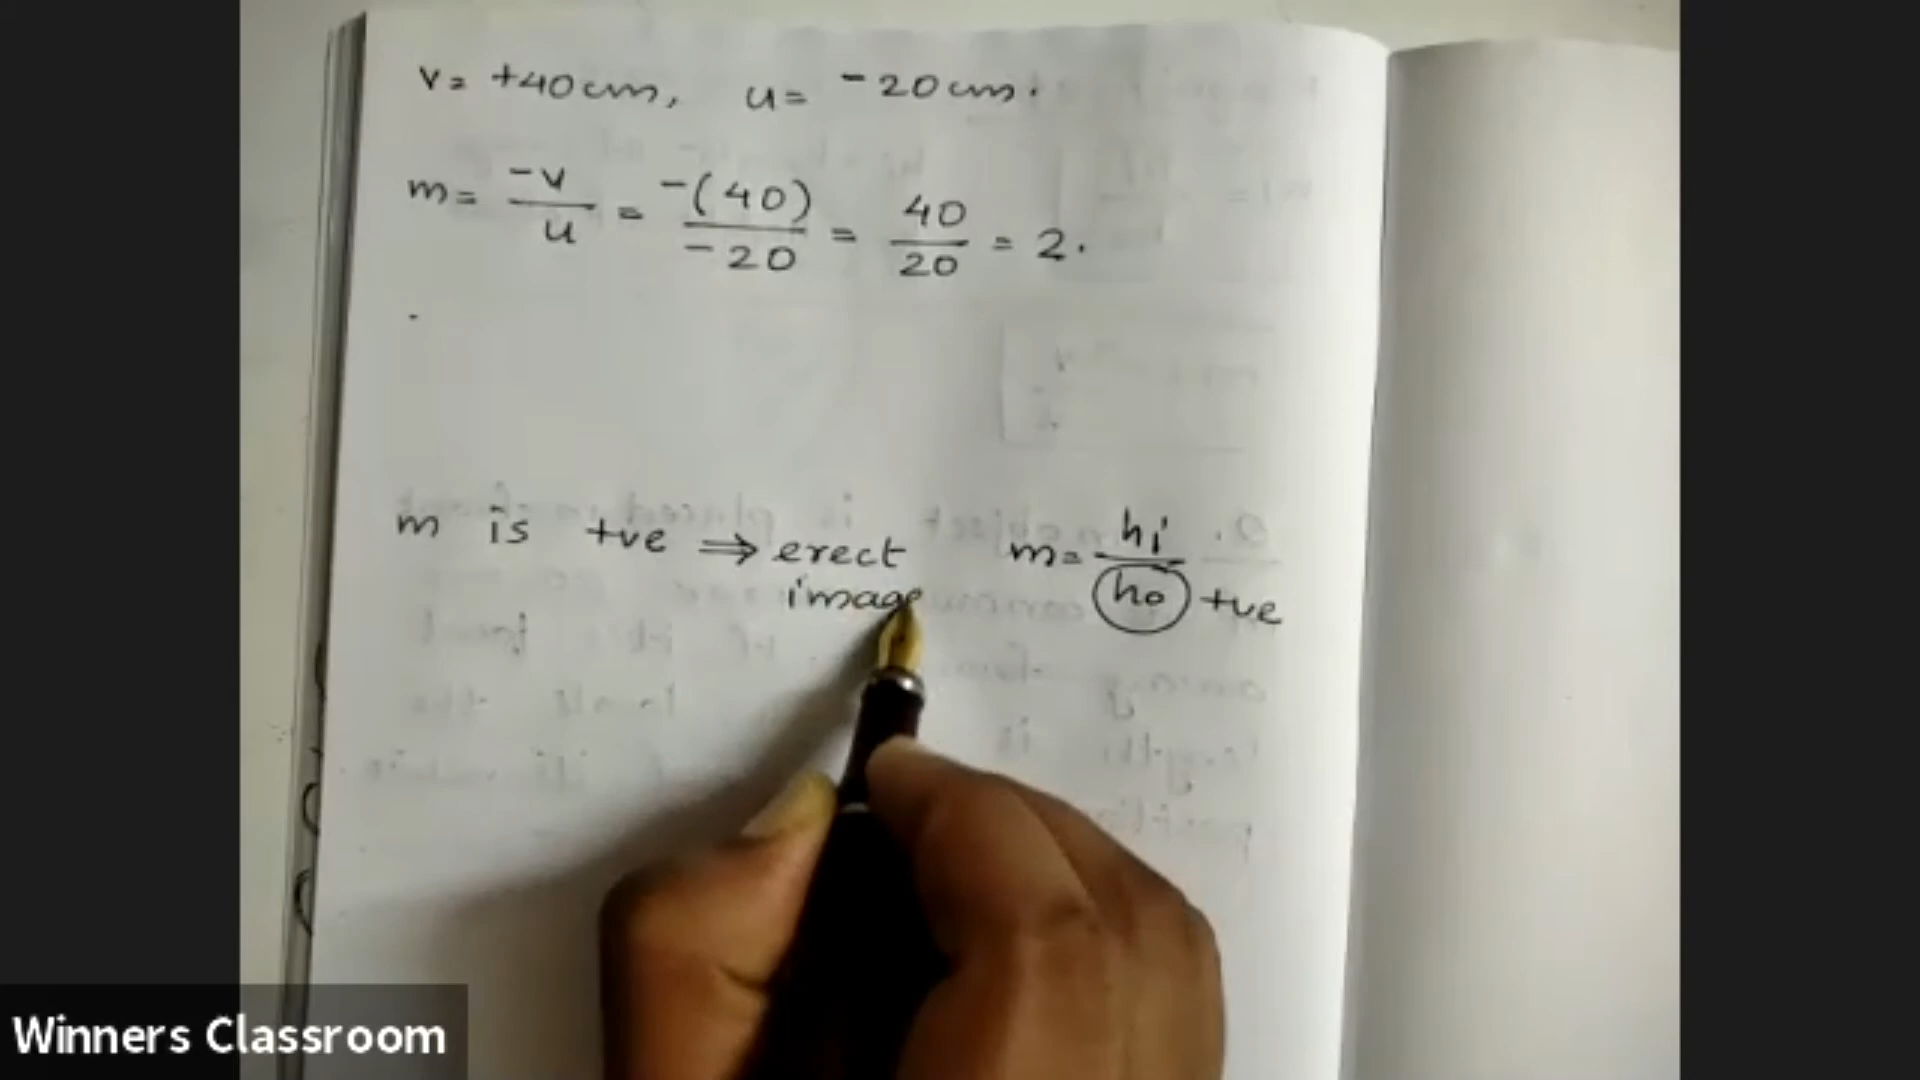 v = +40 cm, u = -20 cm.
m = -v/u = -(40)/-20 = 40/20 = 2.
m is +ve ⇒ erect image
m = hi/ho +ve
Winners Classroom